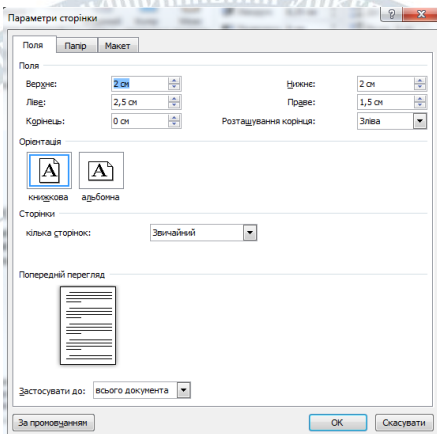 Параметри сторінки
Поля Папір Макет
Поля
Верхнє: 2 см Нижнє: 2 см
Ліве: 2,5 см Праве: 1,5 см
Корінець: 0 см Розташування корінця: Зліва
Орієнтація
книжкова альбомна
Сторінки
кілька сторінок: Звичайний
Попередній перегляд
Застосувати до: всього документа
За промовчанням ОК Скасувати